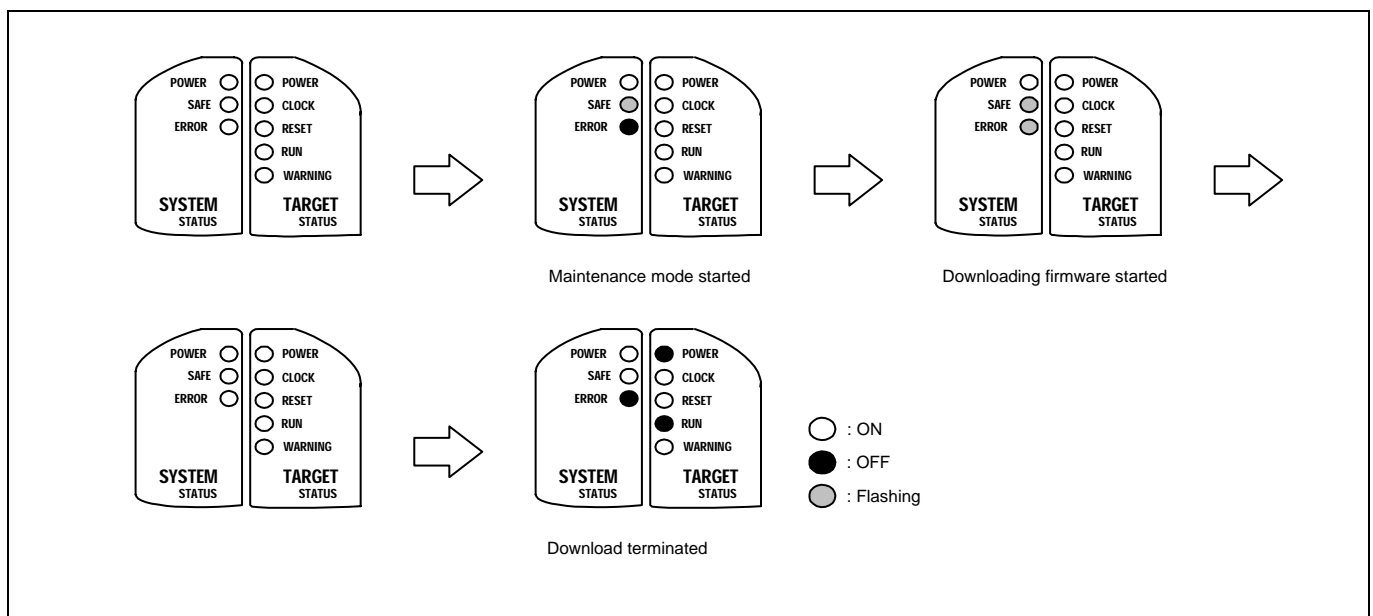 POWER POWER
SAFE CLOCK
ERROR RESET
RUN
WARNING
SYSTEM TARGET
STATUS STATUS
POWER POWER
SAFE CLOCK
ERROR RESET
RUN
WARNING
SYSTEM TARGET
STATUS STATUS
Maintenance mode started
POWER POWER
SAFE CLOCK
ERROR RESET
RUN
WARNING
SYSTEM TARGET
STATUS STATUS
Downloading firmware started
POWER POWER
SAFE CLOCK
ERROR RESET
RUN
WARNING
SYSTEM TARGET
STATUS STATUS
POWER POWER
SAFE CLOCK
ERROR RESET
RUN
WARNING
SYSTEM TARGET
STATUS STATUS
Download terminated
: ON
: OFF
: Flashing